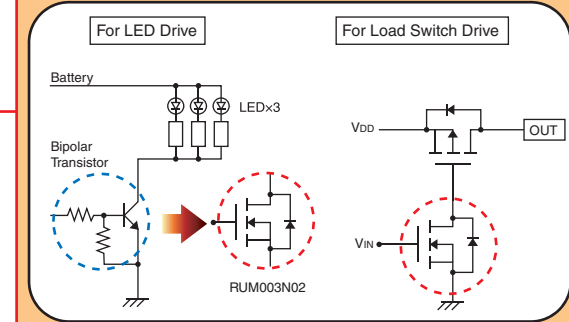 For LED Drive
For Load Switch Drive
Battery
LED×3
Bipolar
Transistor
RUM003N02
VDD
OUT
VIN